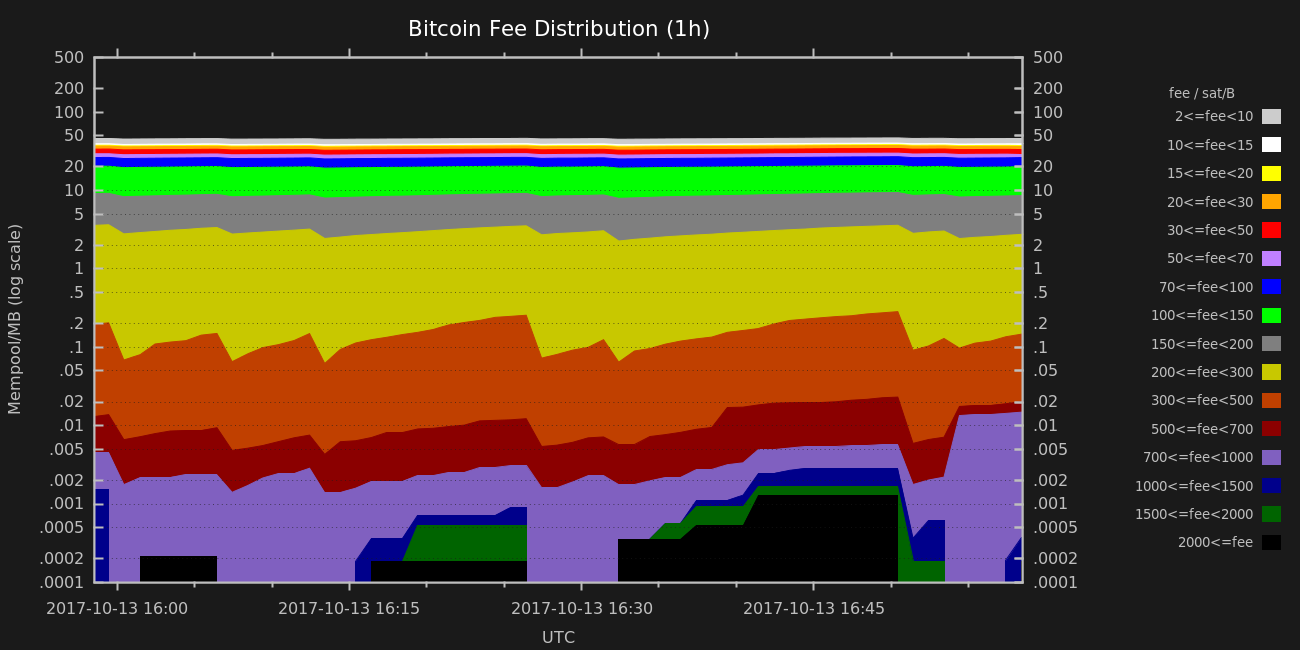 Bitcoin Fee Distribution (1h)
Mempool/MB (log scale)
500
200
100
50
20
10
5
2
1
.5
.2
.1
.05
.02
.01
.005
.002
.001
.0005
.0002
.0001
500
200
100
50
20
10
5
2
1
.5
.2
.1
.05
.02
.01
.005
.002
.001
.0005
.0002
.0001
2017-10-13 16:00 2017-10-13 16:15 2017-10-13 16:30 2017-10-13 16:45
UTC
fee / sat/B
2<=fee<10
10<=fee<15
15<=fee<20
20<=fee<30
30<=fee<50
50<=fee<70
70<=fee<100
100<=fee<150
150<=fee<200
200<=fee<300
300<=fee<500
500<=fee<700
700<=fee<1000
1000<=fee<1500
1500<=fee<2000
2000<=fee